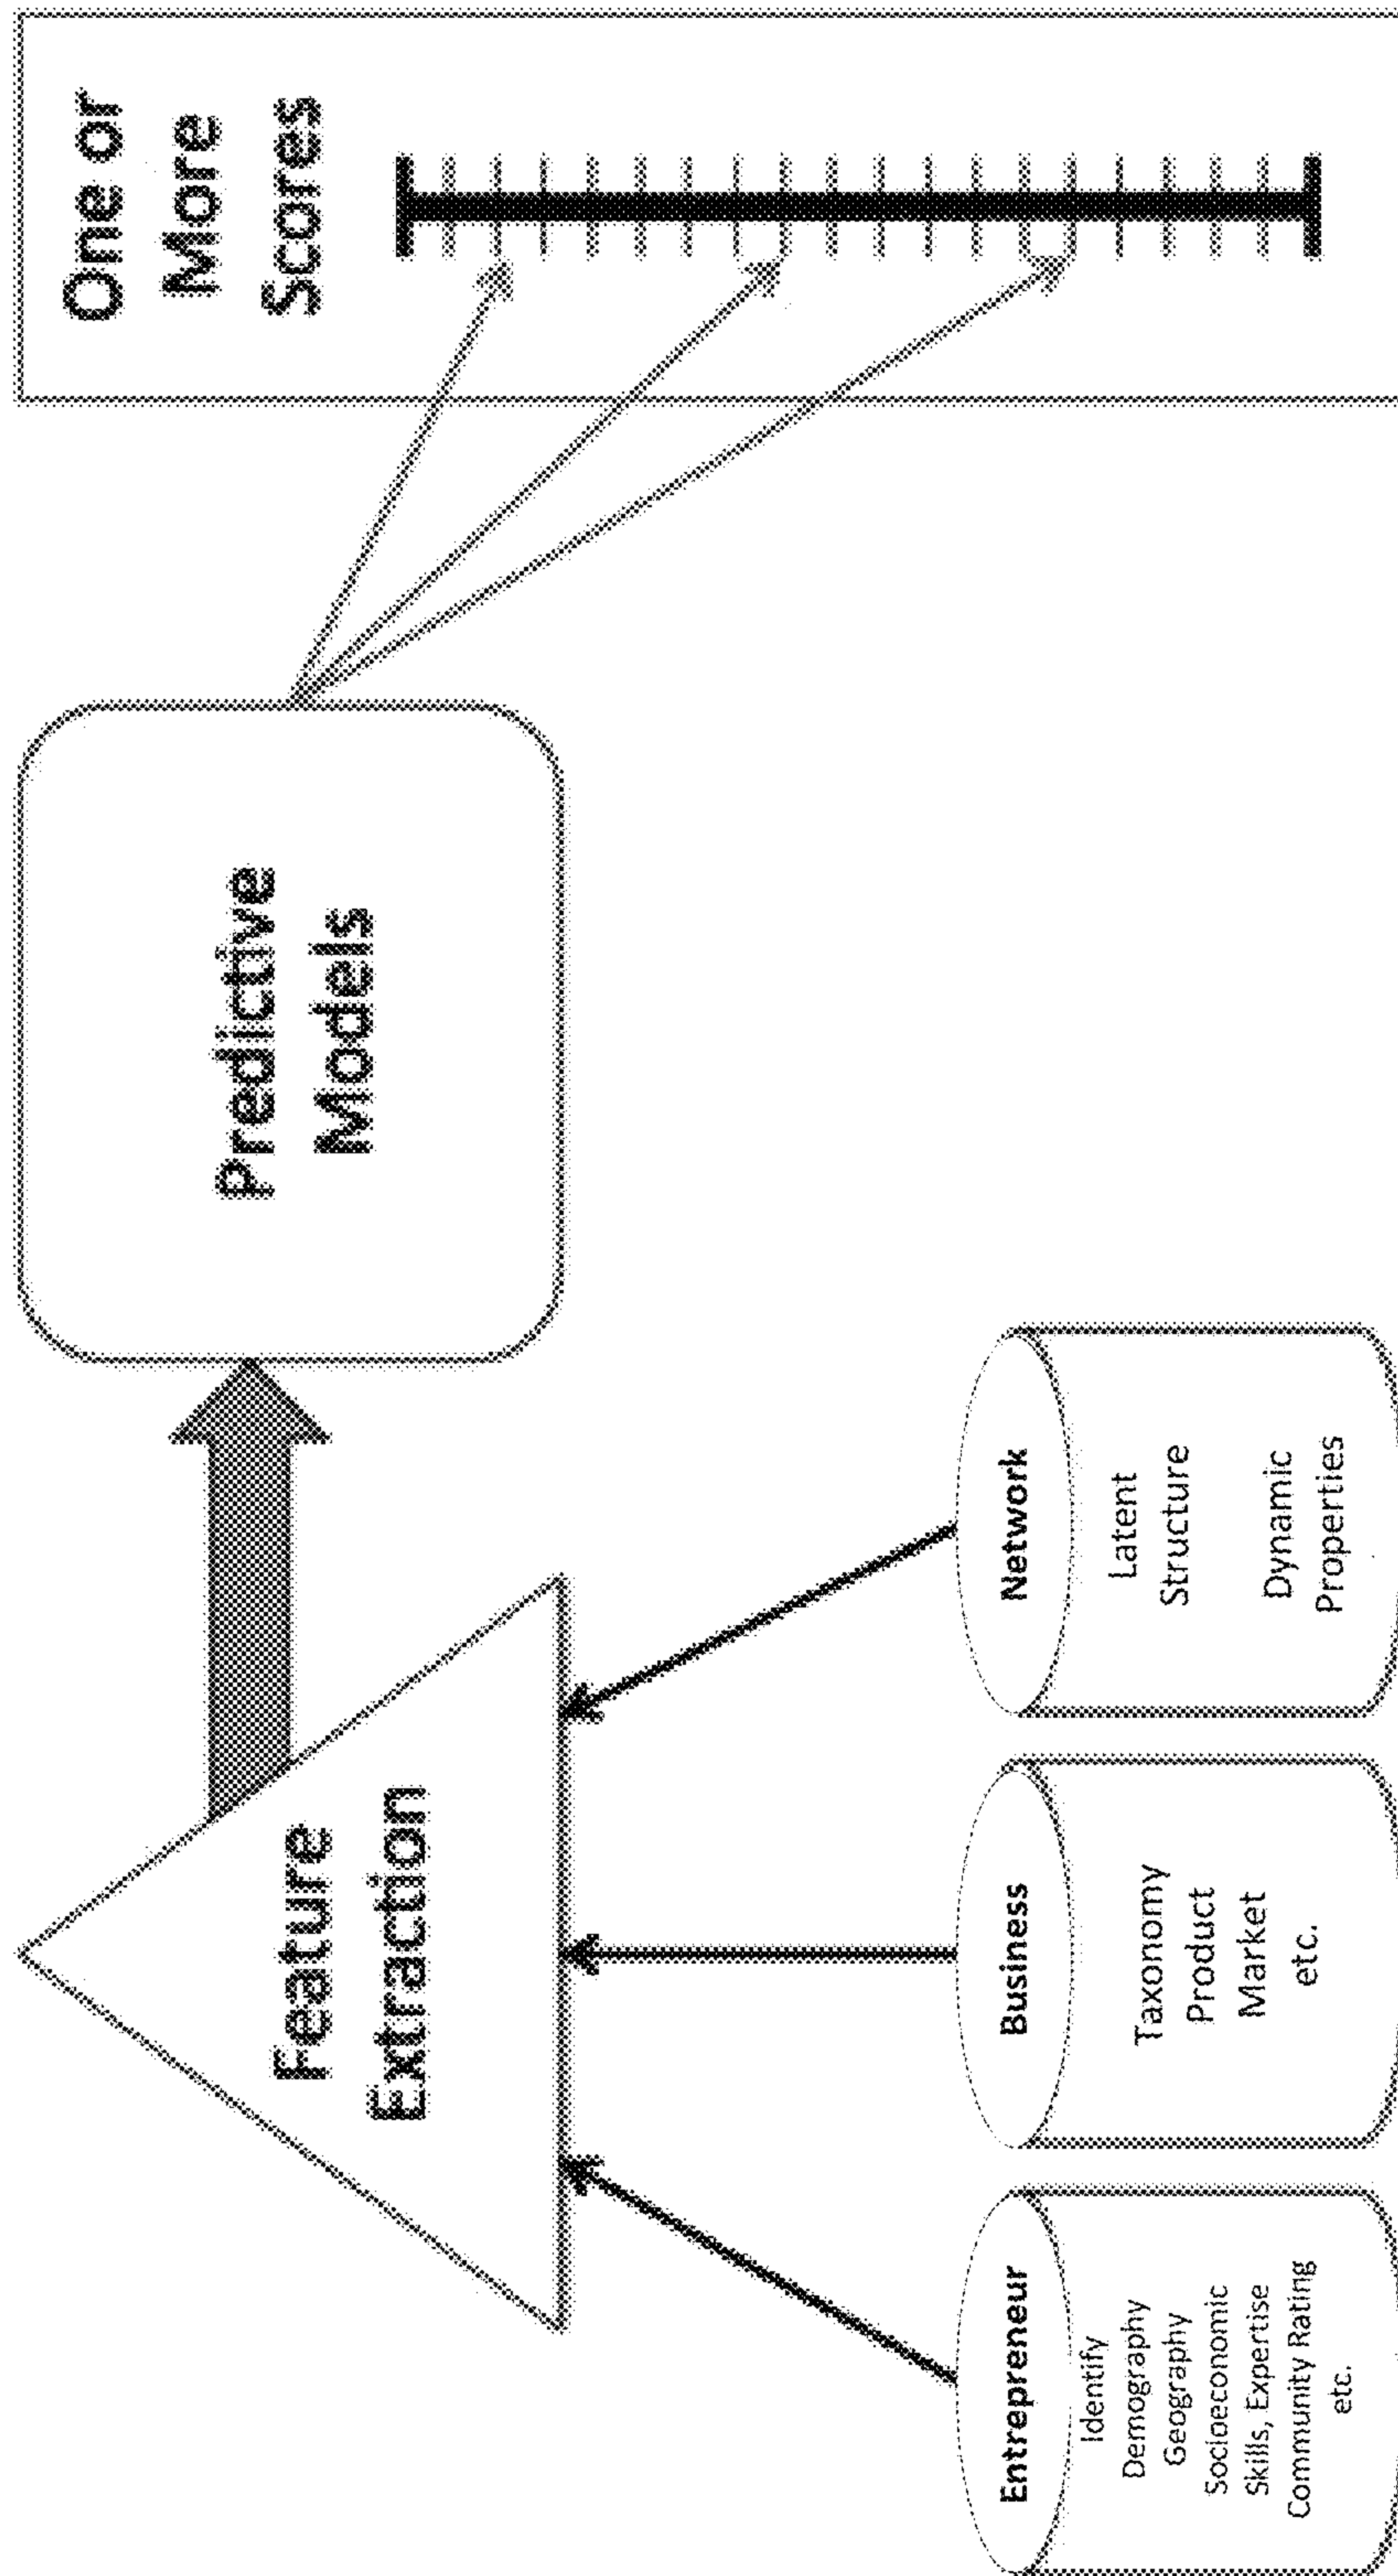 Feature
Extraction
Predictive
Models
One or
More
Scores
Entrepreneur
Identify
Demography
Geography
Socioeconomic
Skills, Expertise
Community Rating
etc.
Business
Taxonomy
Product
Market
etc.
Network
Latent
Structure
Dynamic
Properties